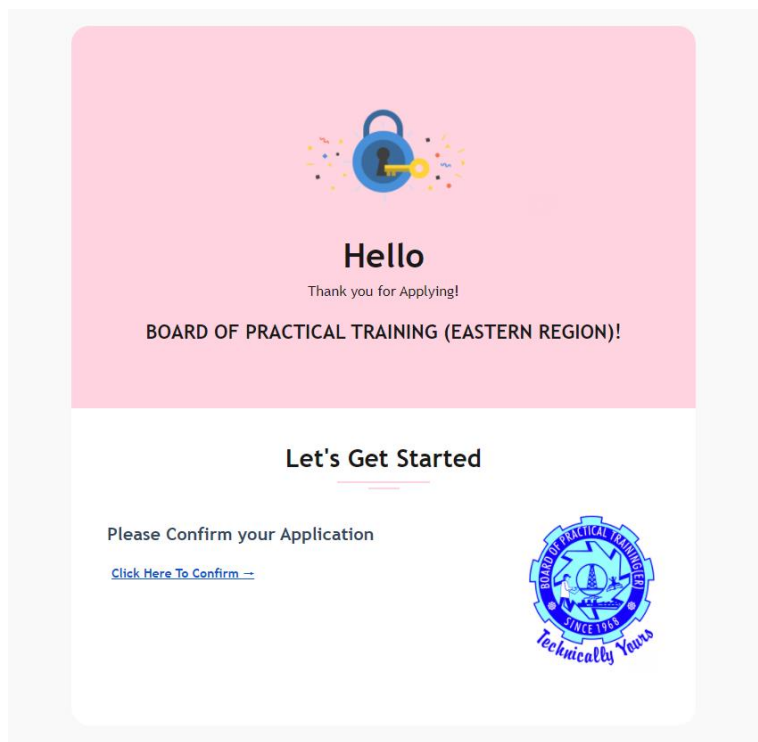 Hello
Thank you for Applying!
BOARD OF PRACTICAL TRAINING (EASTERN REGION)!
Let's Get Started
Please Confirm your Application
Click Here To Confirm →
BOARD OF PRACTICAL TRAINING(ER)
SINCE 1968
Technically Yours